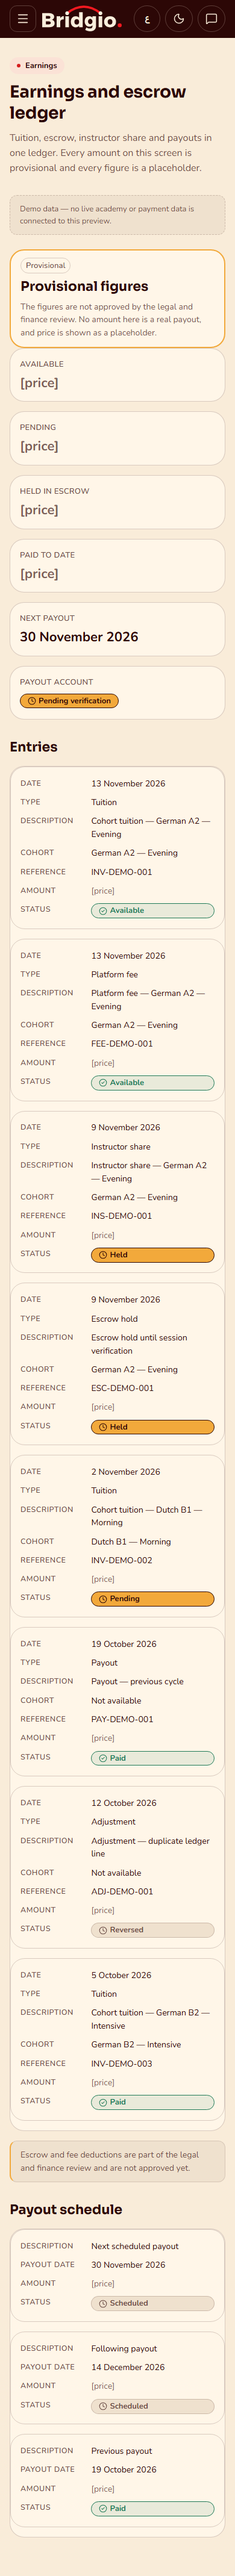 Bridgio.
ع
Earnings
Earnings and escrow
ledger
Tuition, escrow, instructor share and payouts in
one ledger. Every amount on this screen is
provisional and every figure is a placeholder.
Demo data — no live academy or payment data is
connected to this preview.
Provisional
Provisional figures
The figures are not approved by the legal and
finance review. No amount here is a real payout,
and price is shown as a placeholder.
AVAILABLE
[price]
PENDING
[price]
HELD IN ESCROW
[price]
PAID TO DATE
[price]
NEXT PAYOUT
30 November 2026
PAYOUT ACCOUNT
Pending verification
Entries
DATE 13 November 2026
TYPE Tuition
DESCRIPTION Cohort tuition — German A2 —
Evening
COHORT German A2 — Evening
REFERENCE INV-DEMO-001
AMOUNT [price]
STATUS Available
DATE 13 November 2026
TYPE Platform fee
DESCRIPTION Platform fee — German A2 —
Evening
COHORT German A2 — Evening
REFERENCE FEE-DEMO-001
AMOUNT [price]
STATUS Available
DATE 9 November 2026
TYPE Instructor share
DESCRIPTION Instructor share — German A2
— Evening
COHORT German A2 — Evening
REFERENCE INS-DEMO-001
AMOUNT [price]
STATUS Held
DATE 9 November 2026
TYPE Escrow hold
DESCRIPTION Escrow hold until session
verification
COHORT German A2 — Evening
REFERENCE ESC-DEMO-001
AMOUNT [price]
STATUS Held
DATE 2 November 2026
TYPE Tuition
DESCRIPTION Cohort tuition — Dutch B1 —
Morning
COHORT Dutch B1 — Morning
REFERENCE INV-DEMO-002
AMOUNT [price]
STATUS Pending
DATE 19 October 2026
TYPE Payout
DESCRIPTION Payout — previous cycle
COHORT Not available
REFERENCE PAY-DEMO-001
AMOUNT [price]
STATUS Paid
DATE 12 October 2026
TYPE Adjustment
DESCRIPTION Adjustment — duplicate ledger
line
COHORT Not available
REFERENCE ADJ-DEMO-001
AMOUNT [price]
STATUS Reversed
DATE 5 October 2026
TYPE Tuition
DESCRIPTION Cohort tuition — German B2 —
Intensive
COHORT German B2 — Intensive
REFERENCE INV-DEMO-003
AMOUNT [price]
STATUS Paid
Escrow and fee deductions are part of the legal
and finance review and are not approved yet.
Payout schedule
DESCRIPTION Next scheduled payout
PAYOUT DATE 30 November 2026
AMOUNT [price]
STATUS Scheduled
DESCRIPTION Following payout
PAYOUT DATE 14 December 2026
AMOUNT [price]
STATUS Scheduled
DESCRIPTION Previous payout
PAYOUT DATE 19 October 2026
AMOUNT [price]
STATUS Paid